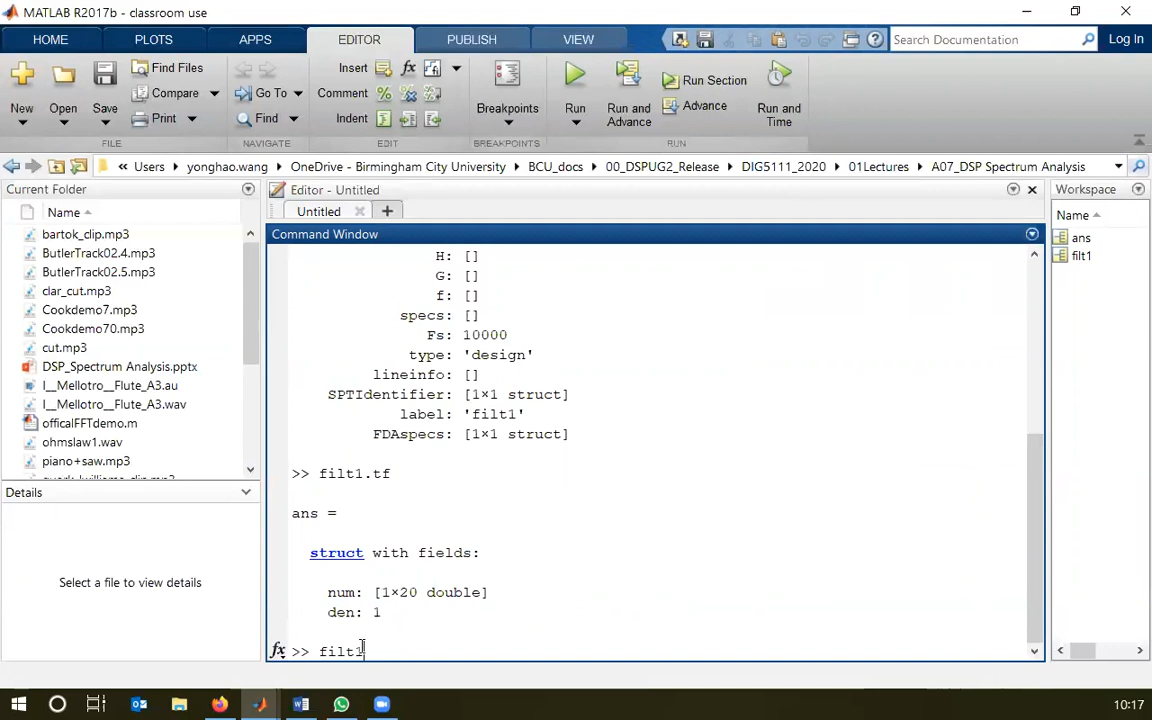 MATLAB R2017b - classroom use
HOME PLOTS APPS EDITOR PUBLISH VIEW Search Documentation Log In
New Open Save Find Files Compare Print
Insert fx Comment % Indent
Go To Find
Breakpoints Run Run and Advance Run Section Advance Run and Time
FILE NAVIGATE EDIT BREAKPOINTS RUN
« Users yonghao.wang OneDrive - Birmingham City University BCU_docs 00_DSPUG2_Release DIG5111_2020 01Lectures A07_DSP Spectrum Analysis
Current Folder
Name
bartok_clip.mp3
ButlerTrack02.4.mp3
ButlerTrack02.5.mp3
clar_cut.mp3
Cookdemo7.mp3
Cookdemo70.mp3
cut.mp3
DSP_Spectrum Analysis.pptx
I__Mellotro__Flute_A3.au
I__Mellotro__Flute_A3.wav
officalFFTdemo.m
ohmslaw1.wav
piano+saw.mp3
Details
Select a file to view details
Editor - Untitled
Untitled +
Command Window
H: []
G: []
f: []
specs: []
Fs: 10000
type: 'design'
lineinfo: []
SPTIdentifier: [1×1 struct]
label: 'filt1'
FDAspecs: [1×1 struct]
>> filt1.tf
ans =
struct with fields:
num: [1×20 double]
den: 1
fx >> filt1
Workspace
Name
ans
filt1
10:17